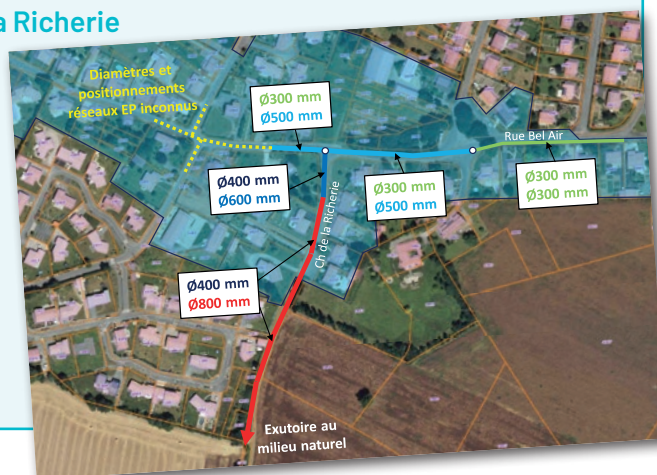 a Richerie
Diamètres et
positionnements
réseaux EP inconnus
Ø300 mm
Ø500 mm
Rue Bel Air
Ø400 mm
Ø600 mm
Ø300 mm
Ø500 mm
Ø300 mm
Ø300 mm
Ch de la Richerie
Ø400 mm
Ø800 mm
Exutoire au
milieu naturel